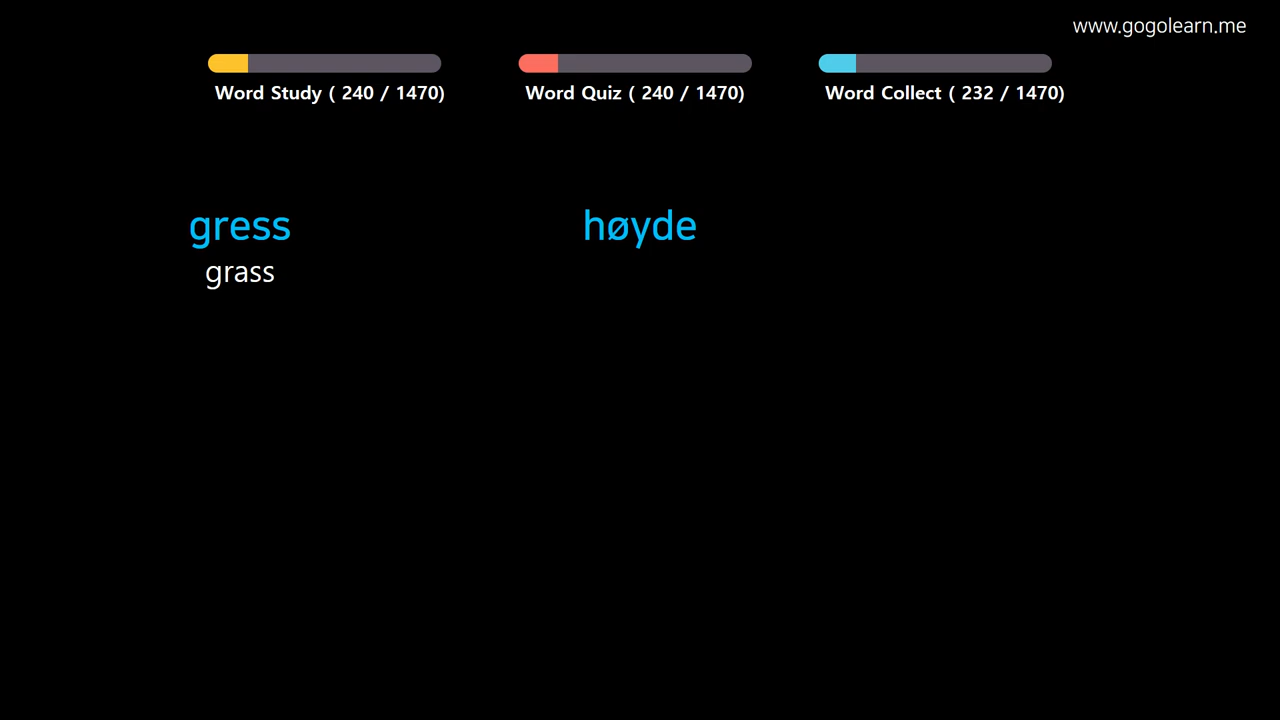 www.gogolearn.me
Word Study ( 240 / 1470)
Word Quiz ( 240 / 1470)
Word Collect ( 232 / 1470)
gress
høyde
grass